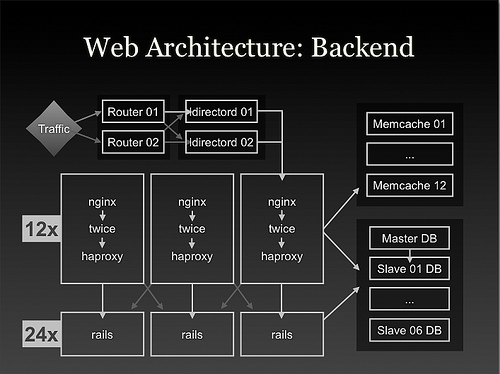 Web Architecture: Backend
Traffic
Router 01
ldirectord 01
Router 02
ldirectord 02
Memcache 01
...
Memcache 12
12x
nginx
twice
haproxy
nginx
twice
haproxy
nginx
twice
haproxy
Master DB
Slave 01 DB
...
Slave 06 DB
24x
rails
rails
rails